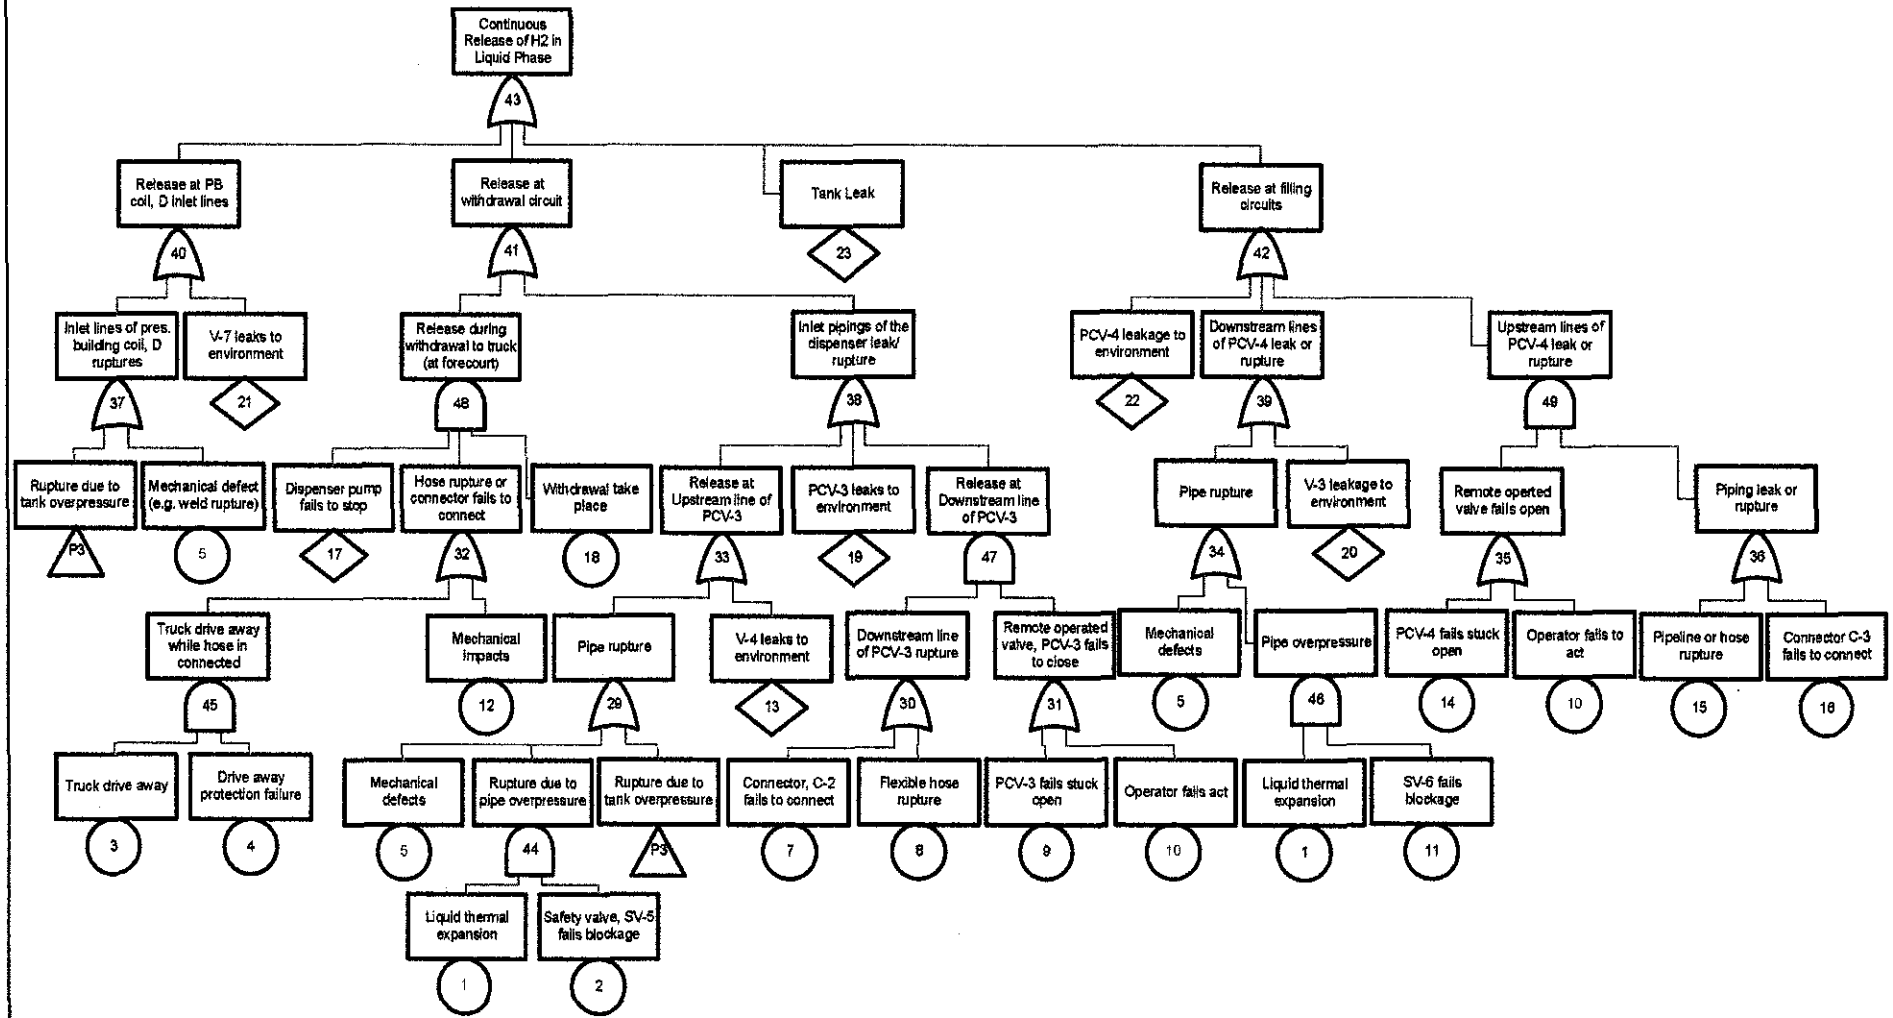 Continuous
Release of H2 in
Liquid Phase
43
Release at PB
coil, D inlet lines
40
Release at
withdrawal circuit
41
Tank Leak
23
Release at filling
circuits
42
Inlet lines of pres.
building coil, D
ruptures
37
V-7 leaks to
environment
21
Release during
withdrawal to truck
(at forecourt)
48
Inlet pipings of the
dispenser leak/
rupture
38
PCV-4 leakage to
environment
22
Downstream lines
of PCV-4 leak or
rupture
39
Upstream lines of
PCV-4 leak or
rupture
49
Rupture due to
tank overpressure
P3
Mechanical defect
(e.g. weld rupture)
5
Dispenser pump
fails to stop
17
Hose rupture or
connector fails to
connect
32
Withdrawal take
place
18
Release at
Upstream line of
PCV-3
33
PCV-3 leaks to
environment
19
Release at
Downstream line
of PCV-3
47
Pipe rupture
34
V-3 leakage to
environment
20
Remote operted
valve fails open
35
Piping leak or
rupture
36
Truck drive away
while hose in
connected
45
Mechanical
impacts
12
Pipe rupture
29
V-4 leaks to
environment
13
Downstream line
of PCV-3 rupture
30
Remote operated
valve, PCV-3 fails
to close
31
Mechanical
defects
5
Pipe overpressure
46
PCV-4 fails stuck
open
14
Operator fails to
act
10
Pipeline or hose
rupture
15
Connector C-3
fails to connect
16
Truck drive away
3
Drive away
protection failure
4
Mechanical
defects
5
Rupture due to
pipe overpressure
44
Rupture due to
tank overpressure
P3
Connector, C-2
fails to connect
7
Flexible hose
rupture
8
PCV-3 fails stuck
open
9
Operator fails act
10
Liquid thermal
expansion
1
SV-6 fails
blockage
11
Liquid thermal
expansion
1
Safety valve, SV-5
fails blockage
2